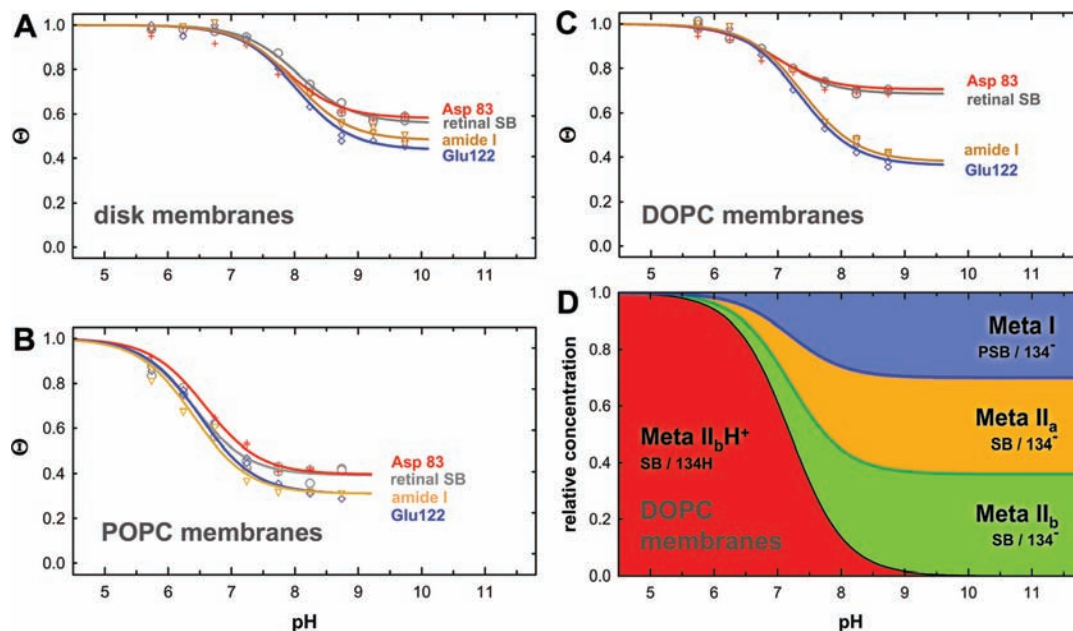 A
1.0
0.8
0.6
0.4
0.2
0.0
Θ
Asp 83
retinal SB
amide I
Glu122
disk membranes
5 6 7 8 9 10 11
B
1.0
0.8
0.6
0.4
0.2
0.0
Θ
Asp 83
retinal SB
amide I
Glu122
POPC membranes
5 6 7 8 9 10 11
pH
C
1.0
0.8
0.6
0.4
0.2
0.0
Θ
Asp 83
retinal SB
amide I
Glu122
DOPC membranes
5 6 7 8 9 10 11
D
1.0
0.8
0.6
0.4
0.2
0.0
relative concentration
Meta I
PSB / 134⁻
Meta IIₐ
SB / 134⁻
Meta II_bH⁺
SB / 134H
Meta II_b
SB / 134⁻
DOPC
membranes
5 6 7 8 9 10 11
pH